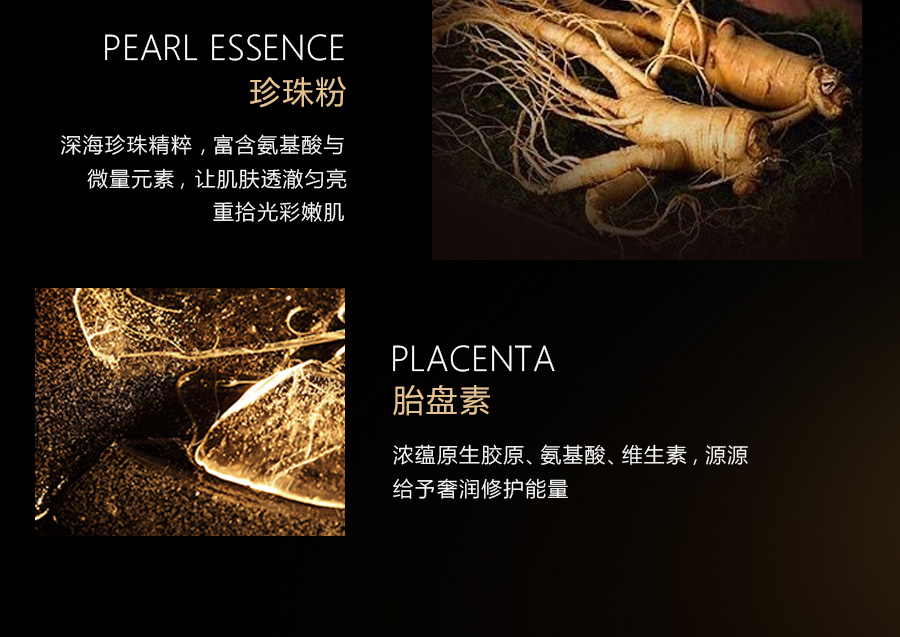 PEARL ESSENCE
珍珠粉
深海珍珠精粹，富含氨基酸与
微量元素，让肌肤透澈匀亮
重拾光彩嫩肌
PLACENTA
胎盘素
浓蕴原生胶原、氨基酸、维生素，源源
给予奢润修护能量